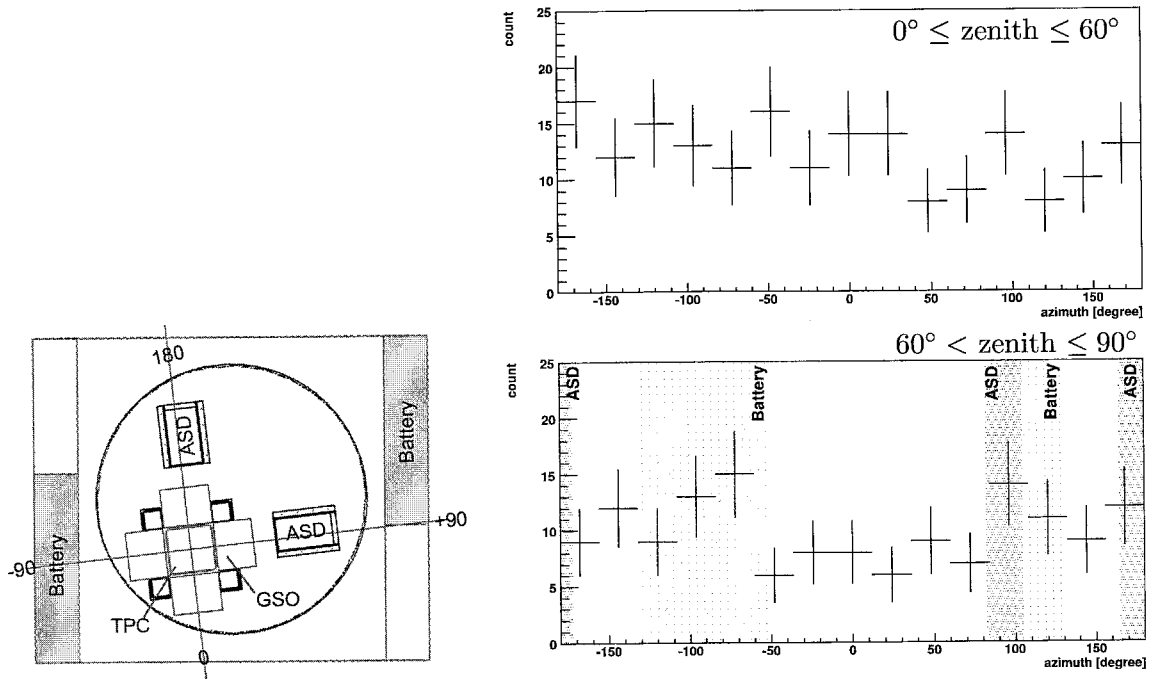 count
25
20
15
10
5
0
0° ≤ zenith ≤ 60°
-150
-100
-50
0
50
100
150
azimuth [degree]
count
25
20
15
10
5
0
60° < zenith ≤ 90°
ASD
Battery
ASD
Battery
ASD
-150
-100
-50
0
50
100
150
azimuth [degree]
180
ASD
Battery
ASD
+90
-90
Battery
GSO
TPC
0